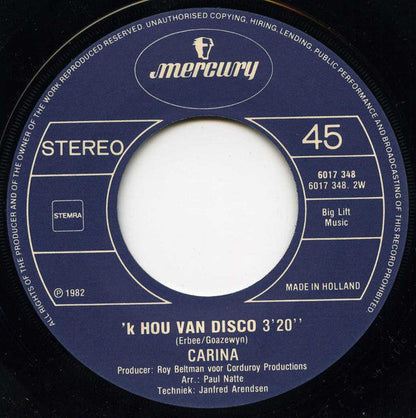 ALL RIGHTS OF THE PRODUCER AND OF THE OWNER OF THE WORK REPRODUCED RESERVED. UNAUTHORISED COPYING, HIRING, LENDING, PUBLIC PERFORMANCE AND BROADCASTING OF THIS RECORD PROHIBITED.
mercury
STEREO
45
6017 348
6017 348. 2W
STEMRA
Big Lift
Music
℗ 1982
MADE IN HOLLAND
'k HOU VAN DISCO 3'20''
(Erbee/Goazewyn)
CARINA
Producer: Roy Beltman voor Corduroy Productions
Arr.: Paul Natte
Techniek: Janfred Arendsen